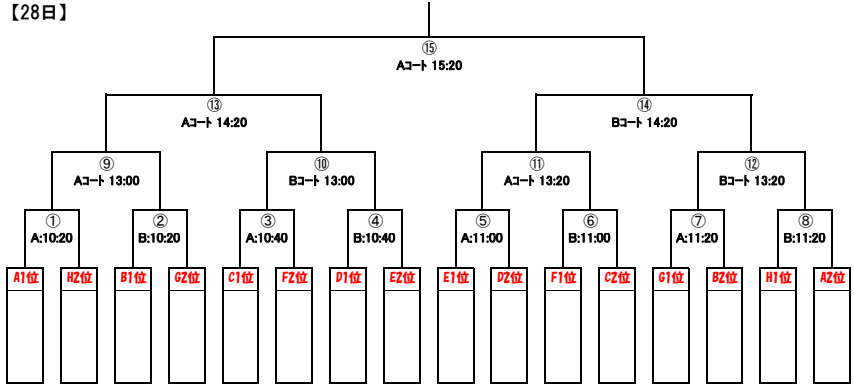 【28日】
⑮
Aコート 15:20
⑬
Aコート 14:20
⑭
Bコート 14:20
⑨
Aコート 13:00
⑩
Bコート 13:00
⑪
Aコート 13:20
⑫
Bコート 13:20
①
A:10:20
②
B:10:20
③
A:10:40
④
B:10:40
⑤
A:11:00
⑥
B:11:00
⑦
A:11:20
⑧
B:11:20
A1位
H2位
B1位
G2位
C1位
F2位
D1位
E2位
E1位
D2位
F1位
C2位
G1位
B2位
H1位
A2位